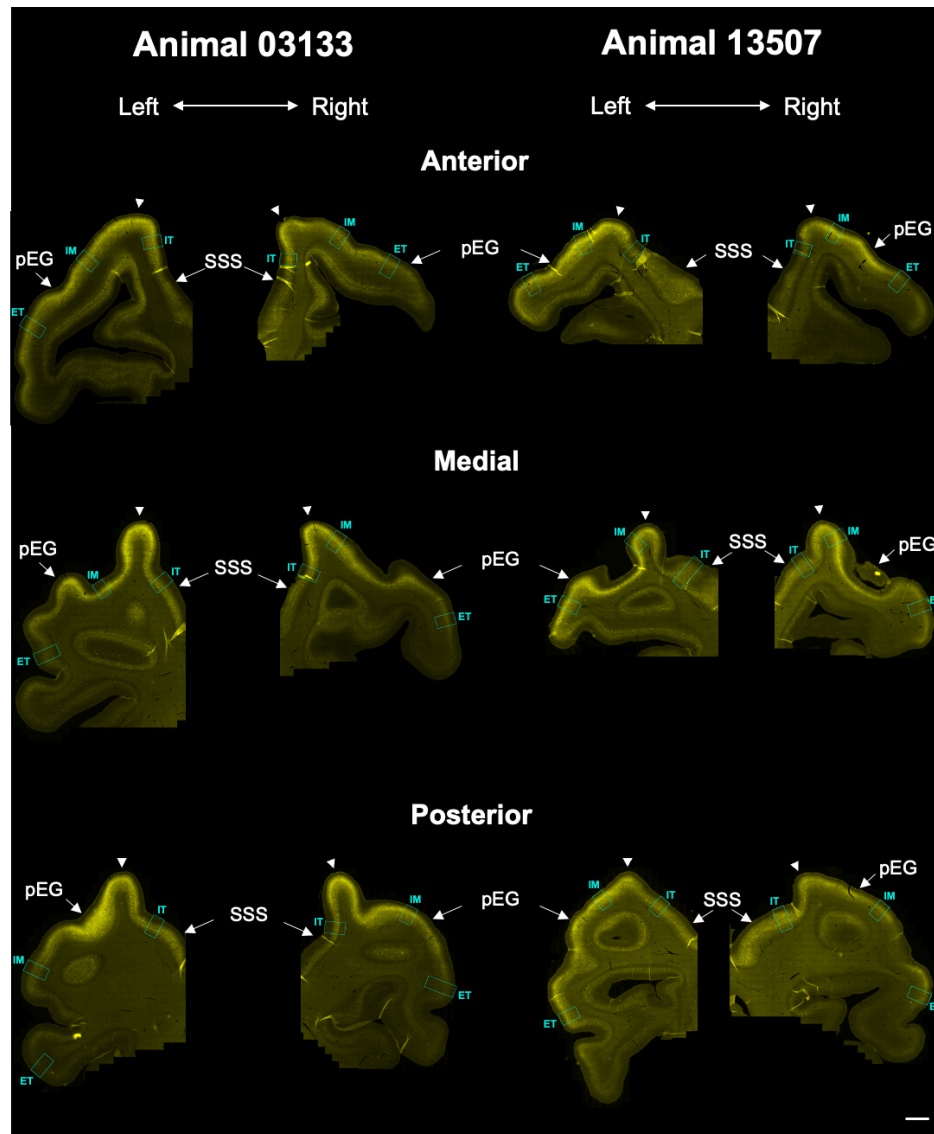 Animal 03133
Animal 13507
Left
Right
Left
Right
Anterior
IM
IT
pEG
SSS
ET
IM
IT
ET
pEG
IM
IT
ET
SSS
IM
IT
pEG
ET
Medial
pEG
IM
IT
SSS
ET
IM
IT
ET
pEG
IM
IT
ET
SSS
IM
IT
pEG
E
Posterior
pEG
IT
SSS
IM
ET
IM
IT
ET
pEG
IM
IT
ET
SSS
pEG
IT
IM
E